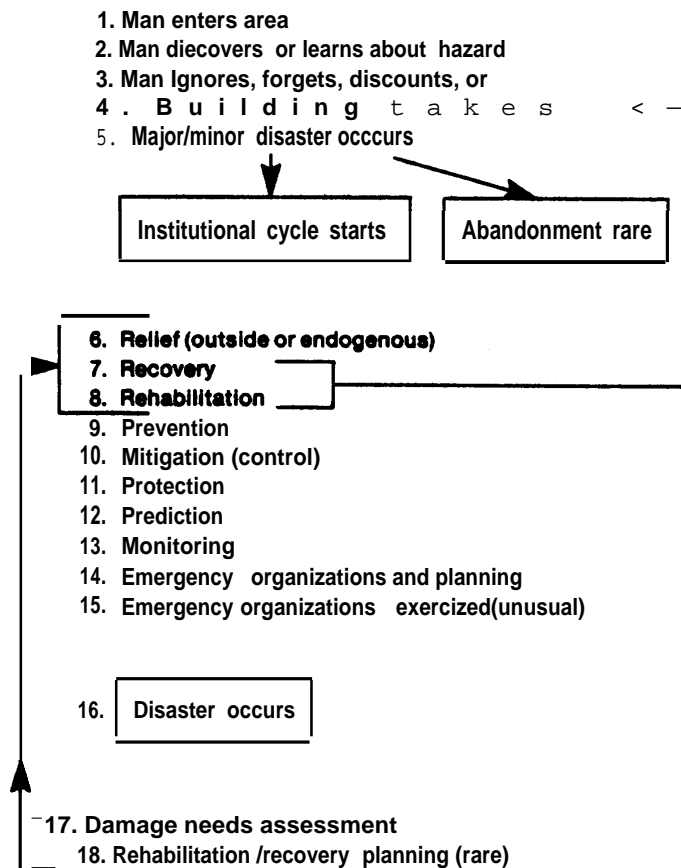 1. Man enters area
2. Man diecovers or learns about hazard
3. Man Ignores, forgets, discounts, or
4. Building takes <—
5. Major/minor disaster occcurs
Institutional cycle starts
Abandonment rare
6. Relief (outside or endogenous)
7. Recovery
8. Rehabilitation
9. Prevention
10. Mitigation (control)
11. Protection
12. Prediction
13. Monitoring
14. Emergency organizations and planning
15. Emergency organizations exercized(unusual)
16. Disaster occurs
17. Damage needs assessment
18. Rehabilitation /recovery planning (rare)